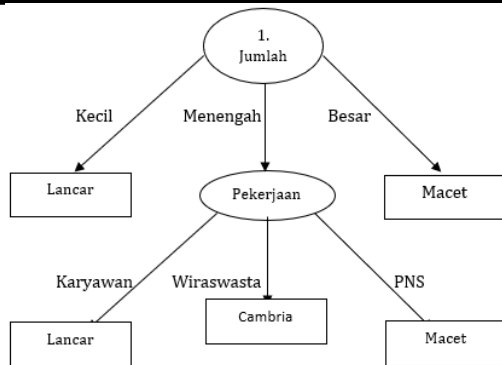 1.
Jumlah
Kecil
Menengah
Besar
Lancar
Pekerjaan
Macet
Karyawan
Wiraswasta
PNS
Lancar
Cambria
Macet